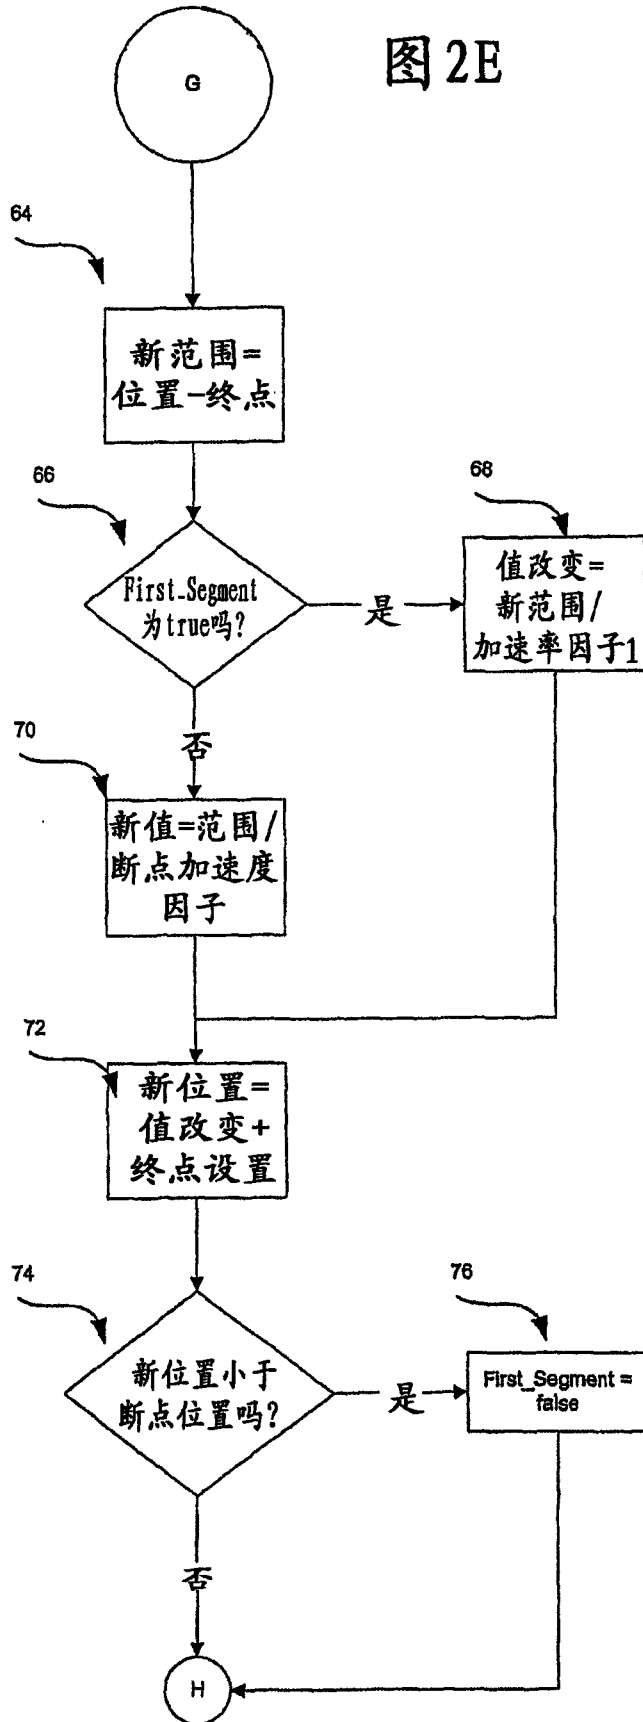 图2E
G
64
新范围=
位置-终点
66
First_Segment
为true吗?
是
68
值改变=
新范围/
加速率因子1
否
70
新值=范围/
断点加速度
因子
72
新位置=
值改变+
终点设置
74
新位置小于
断点位置吗?
是
76
First_Segment =
false
否
H